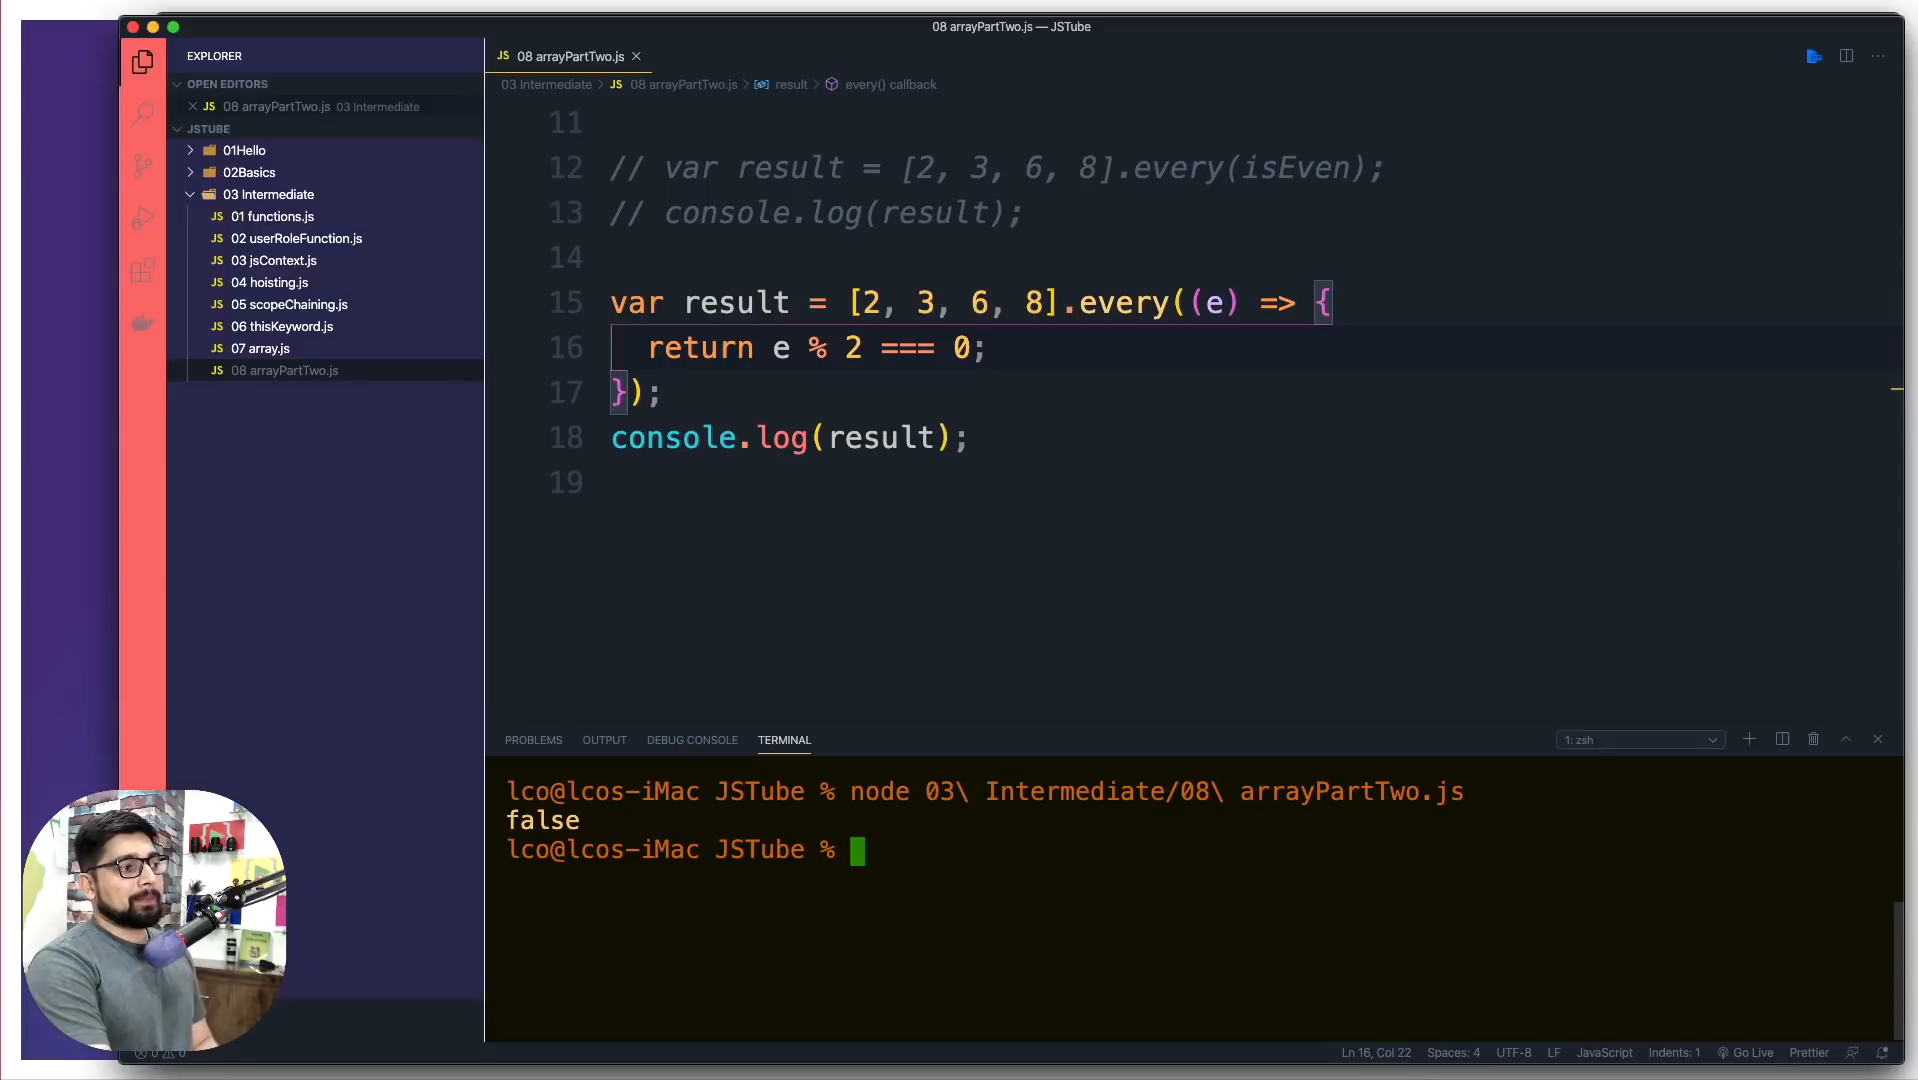 08 arrayPartTwo.js — JSTube
EXPLORER
OPEN EDITORS
JS 08 arrayPartTwo.js 03 Intermediate
JSTUBE
01Hello
02Basics
03 Intermediate
JS 01 functions.js
JS 02 userRoleFunction.js
JS 03 jsContext.js
JS 04 hoisting.js
JS 05 scopeChaining.js
JS 06 thisKeyword.js
JS 07 array.js
JS 08 arrayPartTwo.js
JS 08 arrayPartTwo.js
03 Intermediate > JS 08 arrayPartTwo.js > result > every() callback
11
12 // var result = [2, 3, 6, 8].every(isEven);
13 // console.log(result);
14
15 var result = [2, 3, 6, 8].every((e) => {
16 return e % 2 === 0;
17 });
18 console.log(result);
19
PROBLEMS OUTPUT DEBUG CONSOLE TERMINAL 1: zsh
lco@lcos-iMac JSTube % node 03\ Intermediate/08\ arrayPartTwo.js
false
lco@lcos-iMac JSTube %
0 0 Ln 16, Col 22 Spaces: 4 UTF-8 LF JavaScript Indents: 1 Go Live Prettier